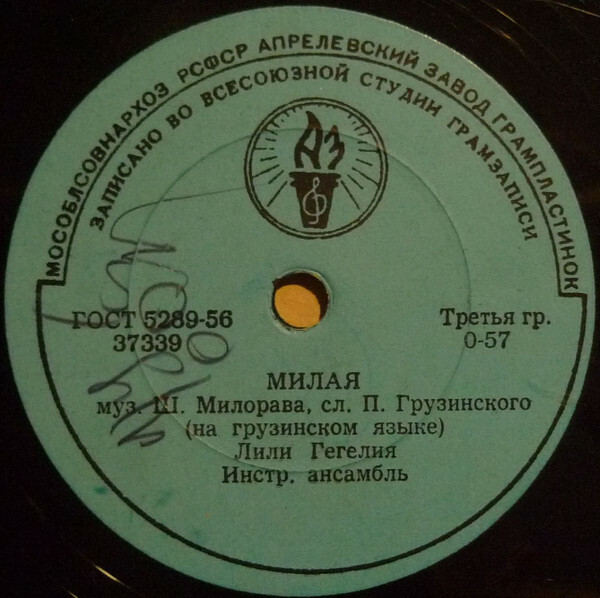 МОСОБЛСОВНАРХОЗ РСФСР АПРЕЛЕВСКИЙ ЗАВОД ГРАМПЛАСТИНОК
ЗАПИСАНО ВО ВСЕСОЮЗНОЙ СТУДИИ ГРАМЗАПИСИ
АЗ
ГОСТ 5289-56
37339
Третья гр.
0-57
МИЛАЯ
муз. Ш. Милорава, сл. П. Грузинского
(на грузинском языке)
Лили Гегелия
Инстр. ансамбль